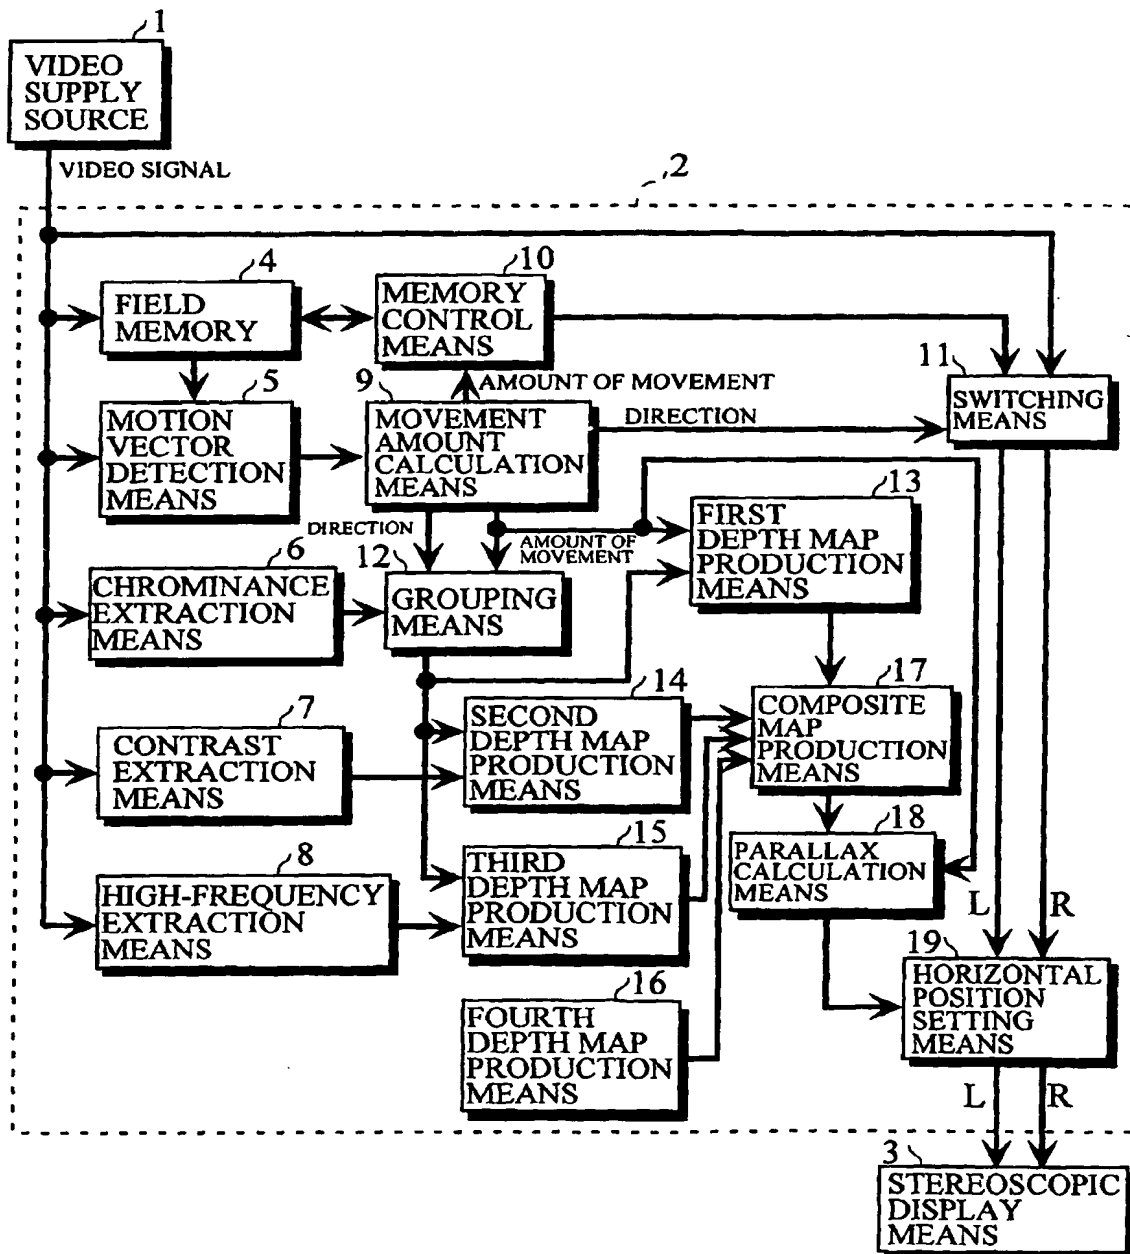 1
VIDEO
SUPPLY
SOURCE
VIDEO SIGNAL
2
4
FIELD
MEMORY
10
MEMORY
CONTROL
MEANS
11
SWITCHING
MEANS
5
MOTION
VECTOR
DETECTION
MEANS
9
AMOUNT OF MOVEMENT
MOVEMENT
AMOUNT
CALCULATION
MEANS
DIRECTION
13
FIRST
DEPTH MAP
PRODUCTION
MEANS
DIRECTION
AMOUNT OF
MOVEMENT
6
CHROMINANCE
EXTRACTION
MEANS
12
GROUPING
MEANS
14
SECOND
DEPTH MAP
PRODUCTION
MEANS
17
COMPOSITE
MAP
PRODUCTION
MEANS
7
CONTRAST
EXTRACTION
MEANS
15
THIRD
DEPTH MAP
PRODUCTION
MEANS
18
PARALLAX
CALCULATION
MEANS
8
HIGH-FREQUENCY
EXTRACTION
MEANS
L
R
16
FOURTH
DEPTH MAP
PRODUCTION
MEANS
19
HORIZONTAL
POSITION
SETTING
MEANS
L
R
3
STEREOSCOPIC
DISPLAY
MEANS